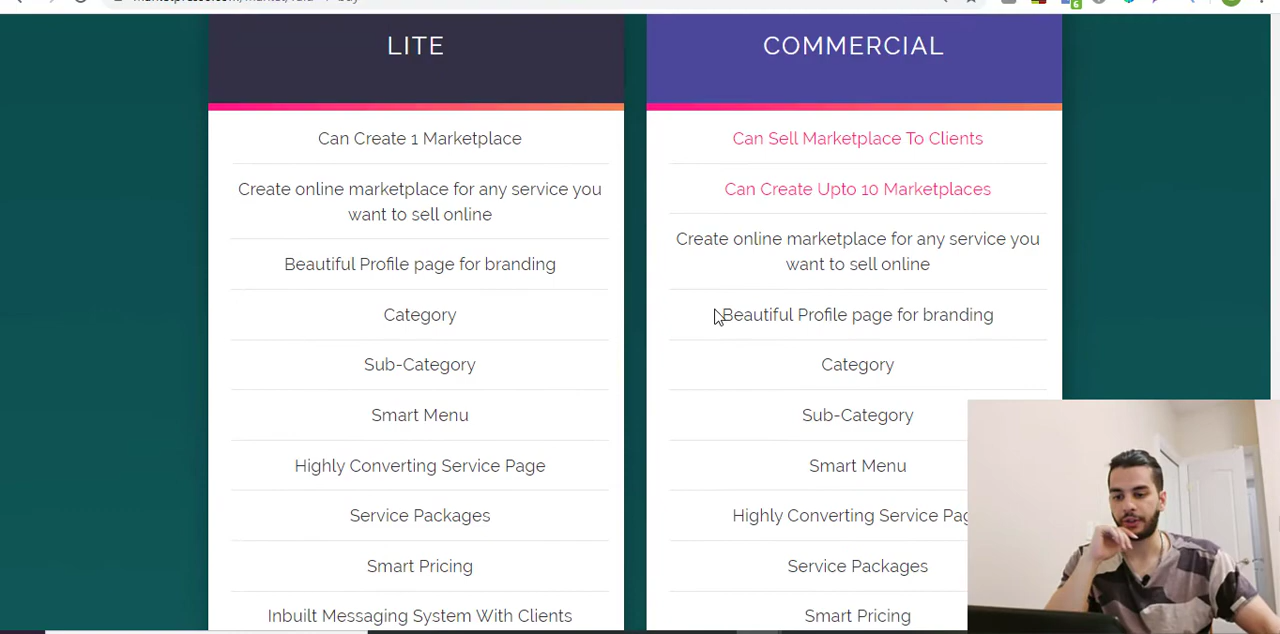 LITE
Can Create 1 Marketplace
Create online marketplace for any service you
want to sell online
Beautiful Profile page for branding
Category
Sub-Category
Smart Menu
Highly Converting Service Page
Service Packages
Smart Pricing
Inbuilt Messaging System With Clients
COMMERCIAL
Can Sell Marketplace To Clients
Can Create Upto 10 Marketplaces
Create online marketplace for any service you
want to sell online
Beautiful Profile page for branding
Category
Sub-Category
Smart Menu
Highly Converting Service
Service Packages
Smart Pricing